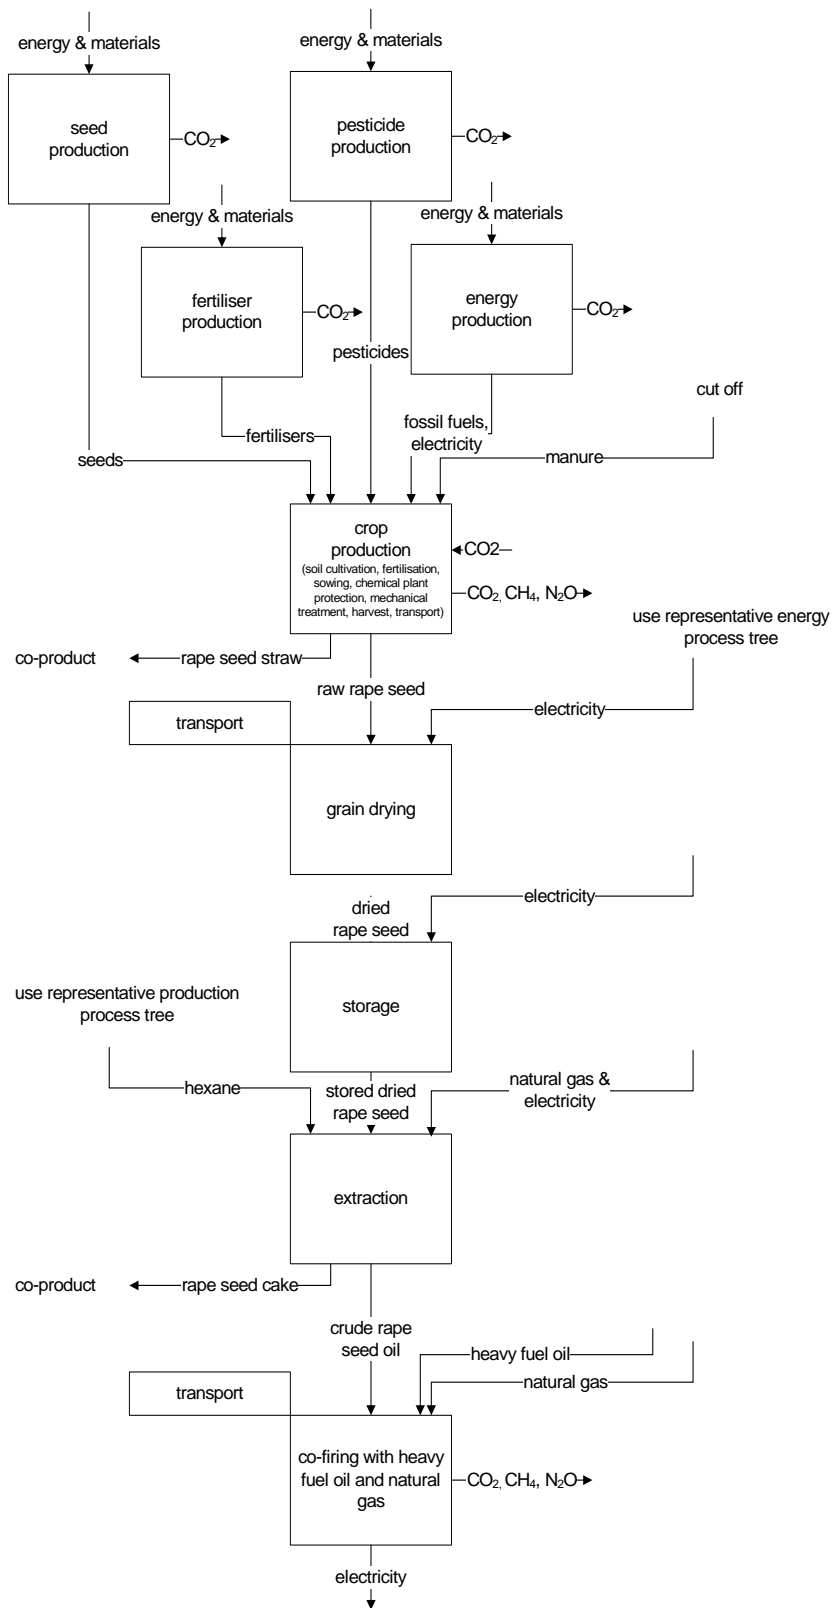 energy & materials
energy & materials
seed
production
CO2
pesticide
production
CO2
energy & materials
energy & materials
fertiliser
production
CO2
energy
production
CO2
pesticides
cut off
fossil fuels,
electricity
fertilisers
manure
seeds
crop
production
(soil cultivation, fertilisation,
sowing, chemical plant
protection, mechanical
treatment, harvest, transport)
CO2
CO2, CH4, N2O
use representative energy
process tree
co-product
rape seed straw
raw rape seed
electricity
transport
grain drying
electricity
dried
rape seed
storage
use representative production
process tree
hexane
stored dried
rape seed
natural gas &
electricity
extraction
co-product
rape seed cake
crude rape
seed oil
heavy fuel oil
natural gas
transport
co-firing with heavy
fuel oil and natural
gas
CO2, CH4, N2O
electricity